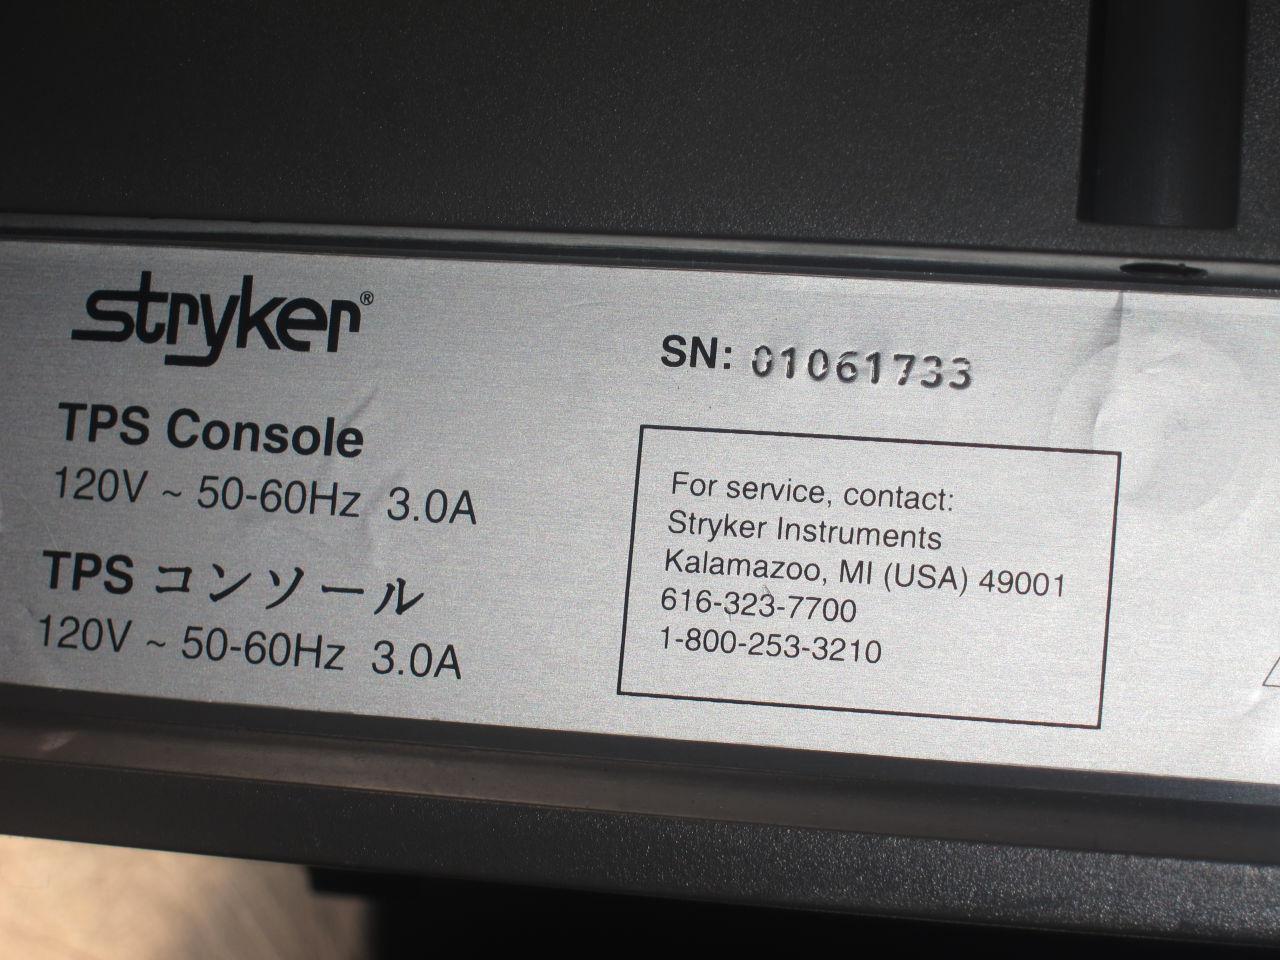 stryker®
TPS Console
120V ~ 50-60Hz 3.0A
TPS コンソール
120V ~ 50-60Hz 3.0A
SN: 01061733
For service, contact:
Stryker Instruments
Kalamazoo, MI (USA) 49001
616-323-7700
1-800-253-3210